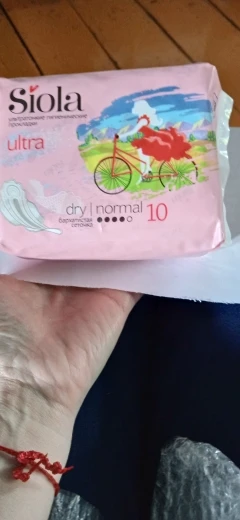 Siola
ультратонкие гигиенические
прокладки
ultra
dry | normal 10
бархатистая
сеточка